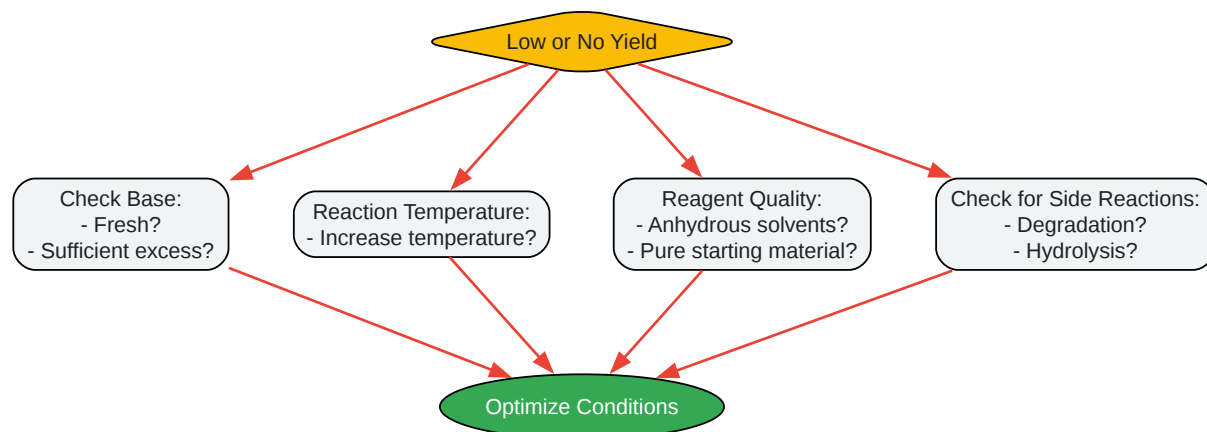 Low or No Yield
Check Base:
- Fresh?
- Sufficient excess?
Reaction Temperature:
- Increase temperature?
Reagent Quality:
- Anhydrous solvents?
- Pure starting material?
Check for Side Reactions:
- Degradation?
- Hydrolysis?
Optimize Conditions